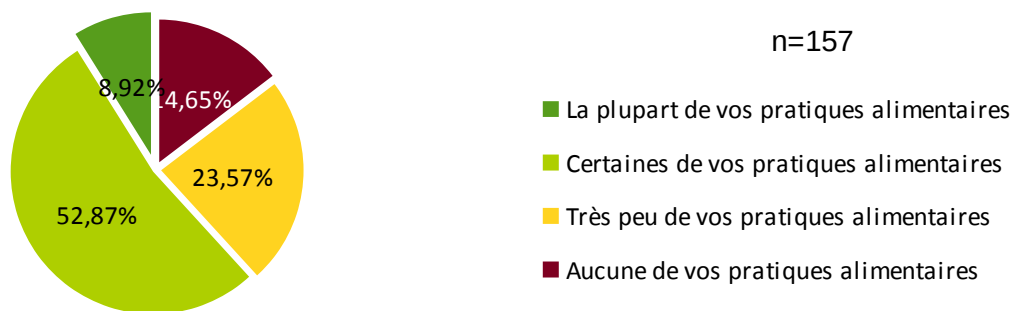 n=157
8,92%
14,65%
23,57%
52,87%
La plupart de vos pratiques alimentaires
Certaines de vos pratiques alimentaires
Très peu de vos pratiques alimentaires
Aucune de vos pratiques alimentaires